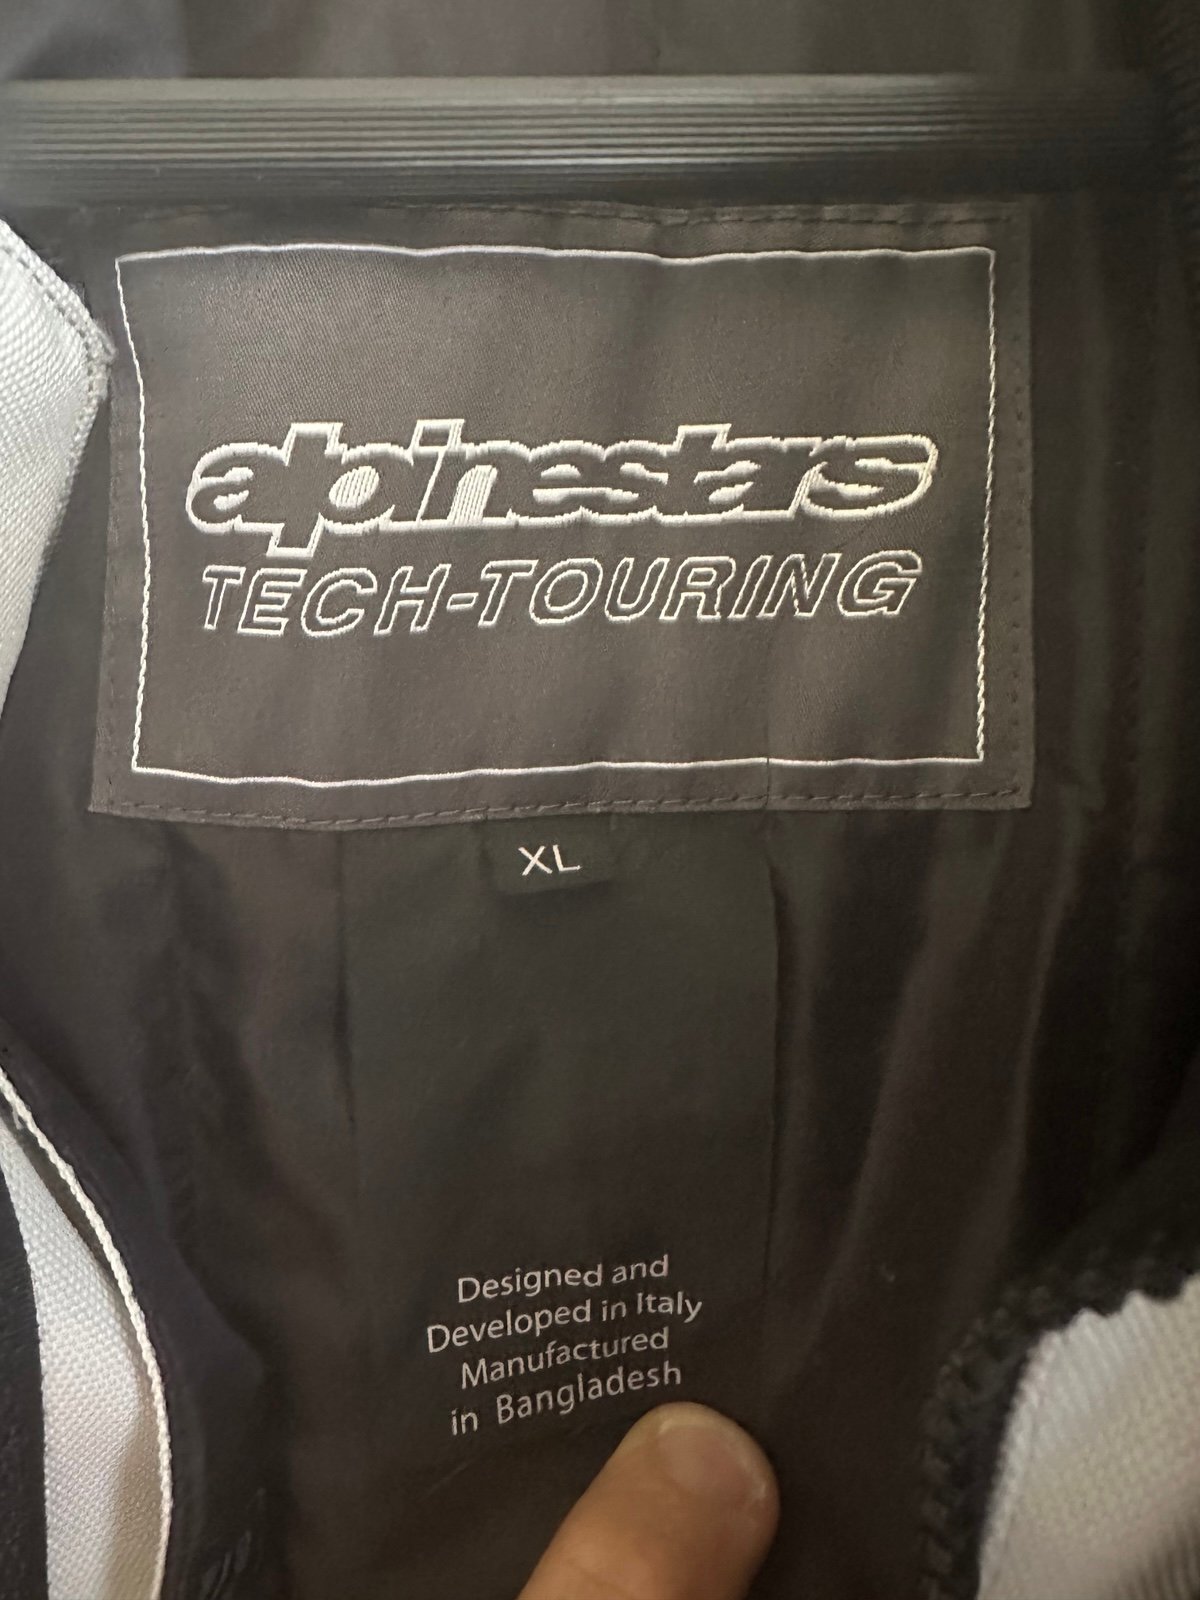 alpinestars
TECH-TOURING
XL
Designed and
Developed in Italy
Manufactured
in Bangladesh